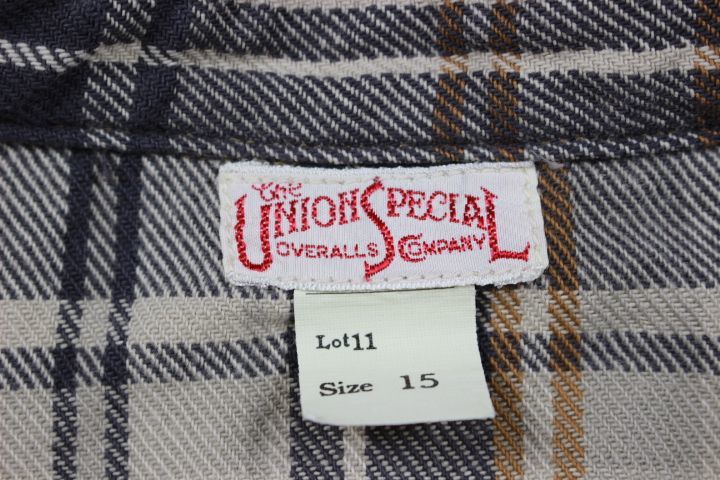 The
UNION SPECIAL
OVERALLS COMPANY
Lot11
Size 15